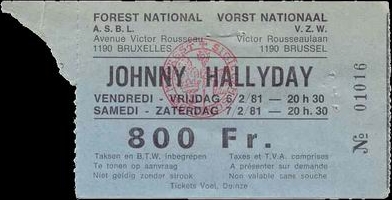 FOREST NATIONAL VORST NATIONAAL
A.S.B.L. V.Z.W.
Avenue Victor Rousseau Victor Rousseaulaan
1190 BRUXELLES 1190 BRUSSEL
JOHNNY HALLYDAY
VENDREDI - VRIJDAG 6/2/81 — 20 h 30
SAMEDI - ZATERDAG 7/2/81 — 20 h 30
800 Fr.
Taksen en B.T.W. inbegrepen Taxes et T.V.A. comprises
Te tonen op aanvraag A présenter sur demande
Niet geldig zonder strook Non valable sans souche
Tickets Voet, Deinze
№ 01016